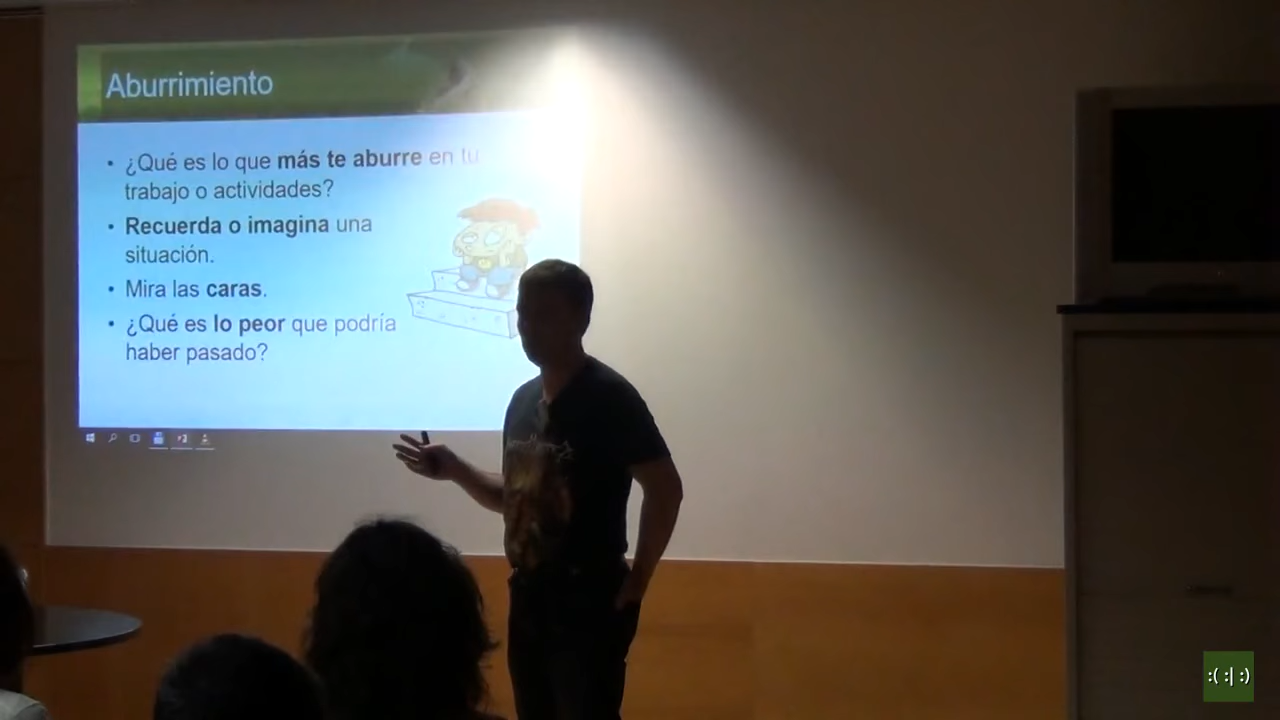 Aburrimiento
• ¿Qué es lo que más te aburre en tu
trabajo o actividades?
• Recuerda o imagina una
situación.
• Mira las caras.
• ¿Qué es lo peor que podría
haber pasado?
:( :| :)